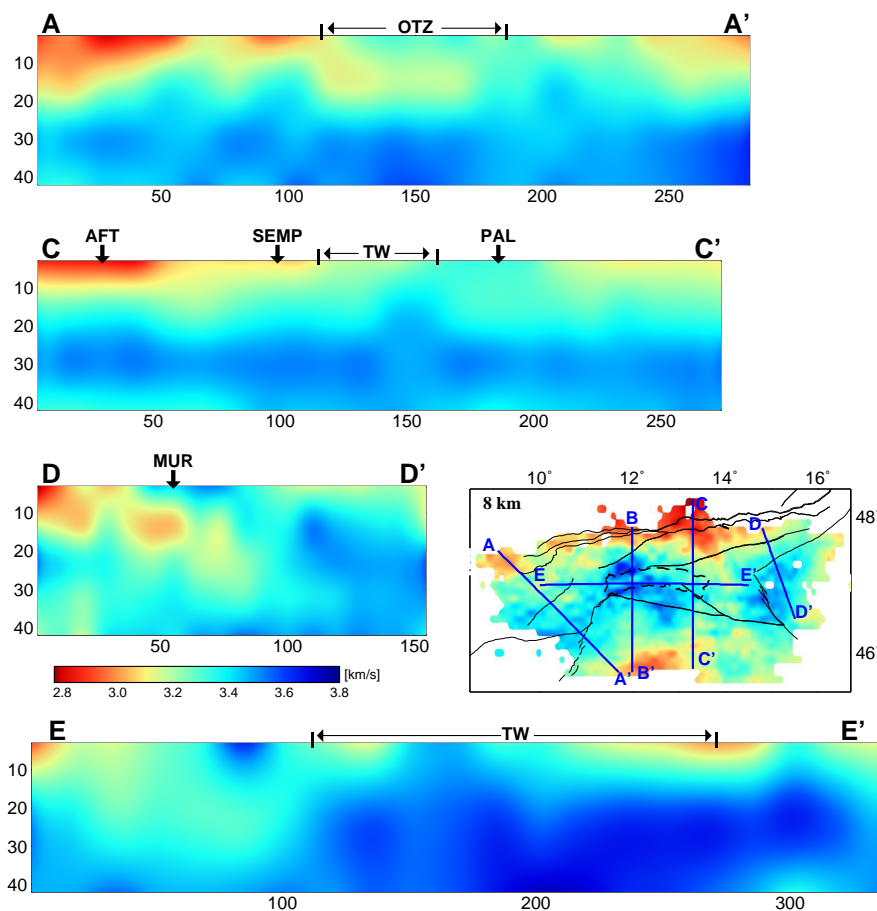 A OTZ A’
10
20
30
40
50 100 150 200 250
AFT SEMP PAL
C TW C’
10
20
30
40
50 100 150 200 250
MUR
D D’
10
20
30
40
50 100 150
2.8 3.0 3.2 3.4 3.6 3.8 [km/s]
10˚ 12˚ 14˚ 16˚
8 km
48˚
46˚
A B C D
E E’
D’
A’ B’ C’
E TW E’
10
20
30
40
100 200 300